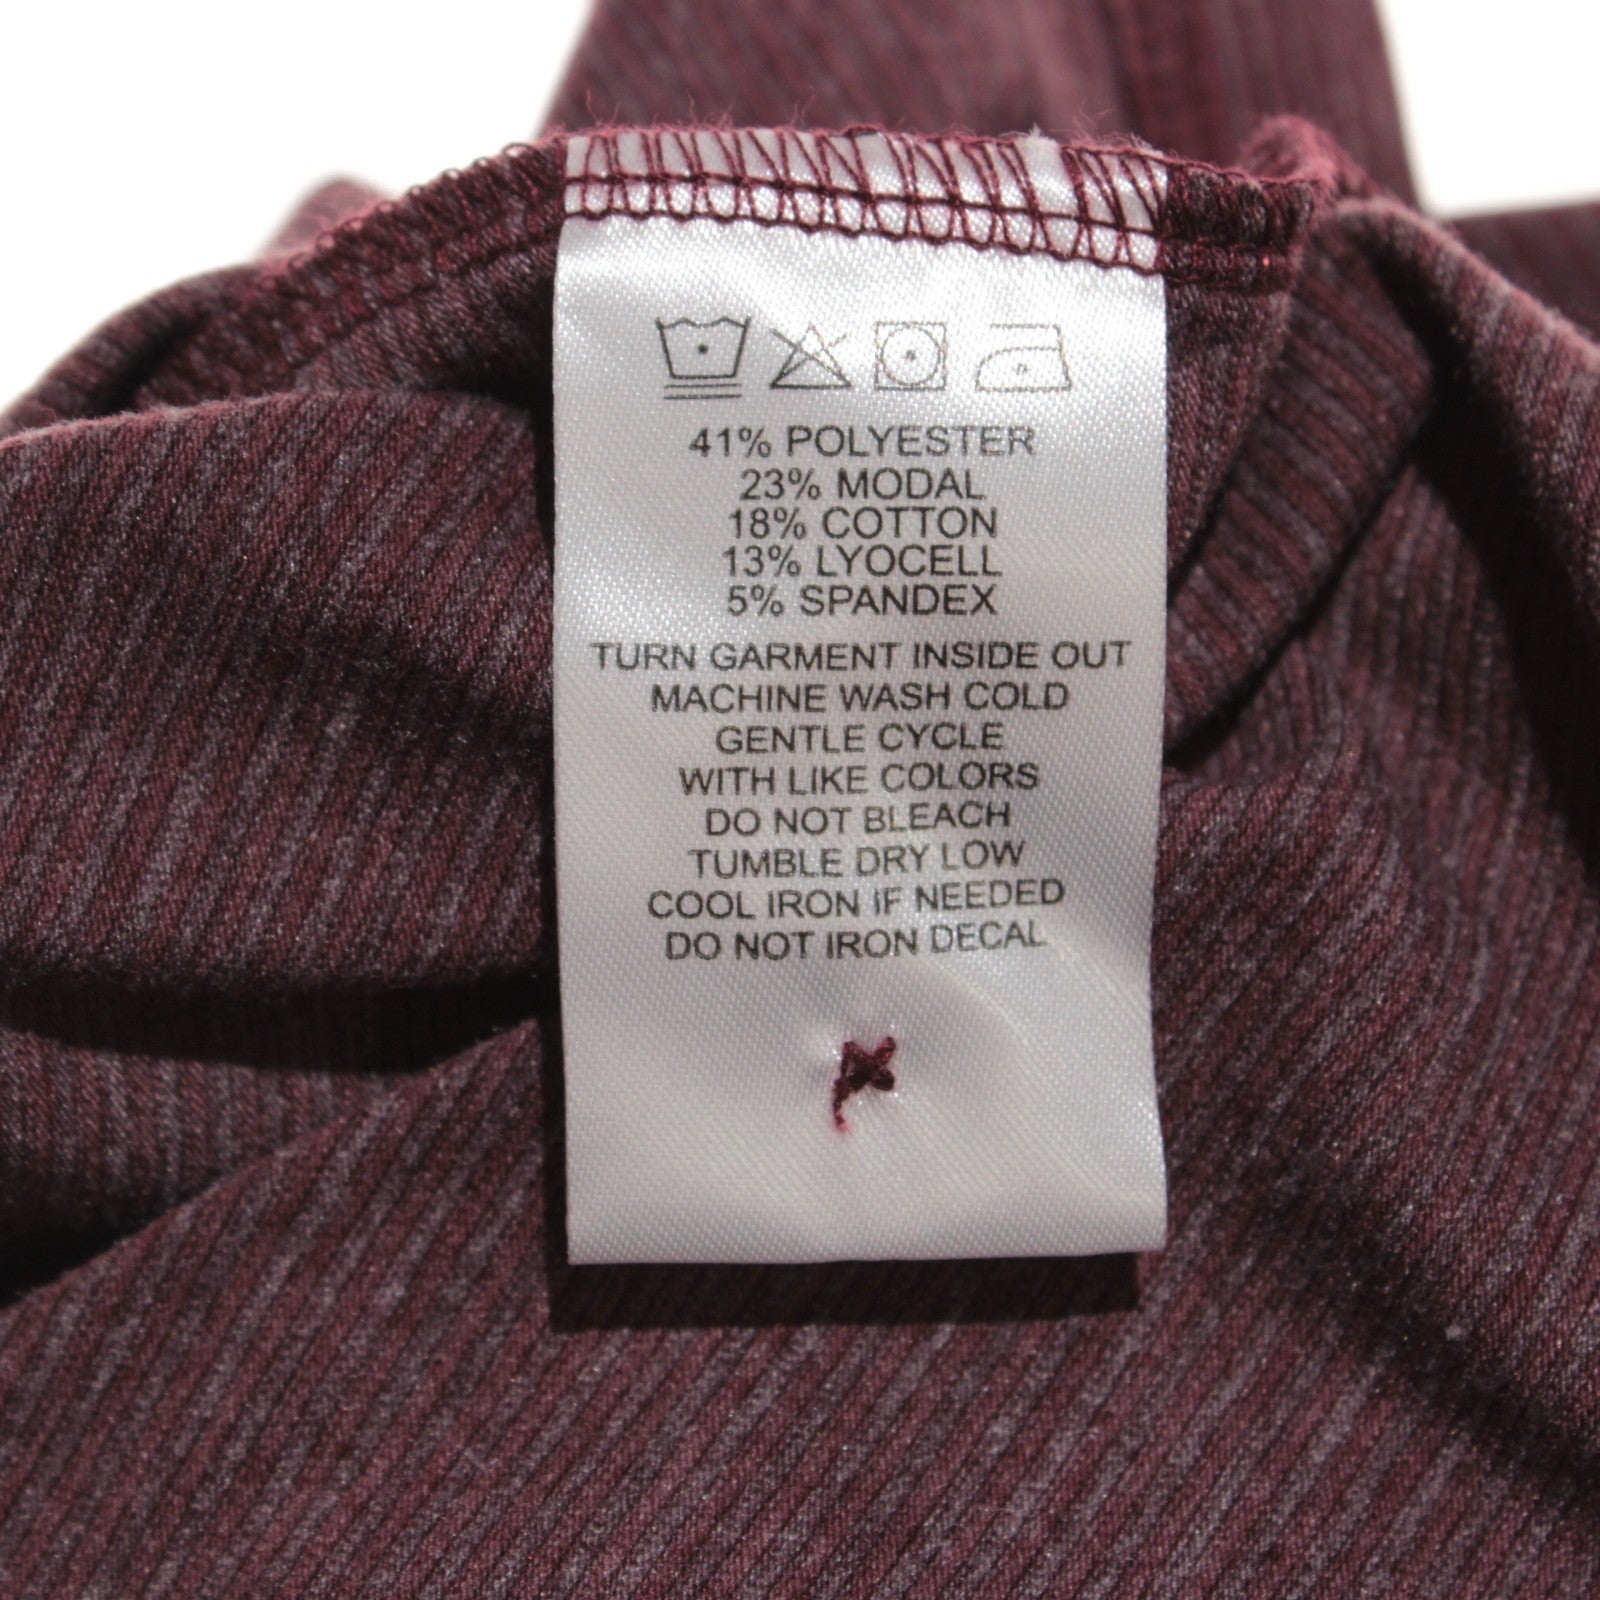 41% POLYESTER
23% MODAL
18% COTTON
13% LYOCELL
5% SPANDEX
TURN GARMENT INSIDE OUT
MACHINE WASH COLD
GENTLE CYCLE
WITH LIKE COLORS
DO NOT BLEACH
TUMBLE DRY LOW
COOL IRON IF NEEDED
DO NOT IRON DECAL